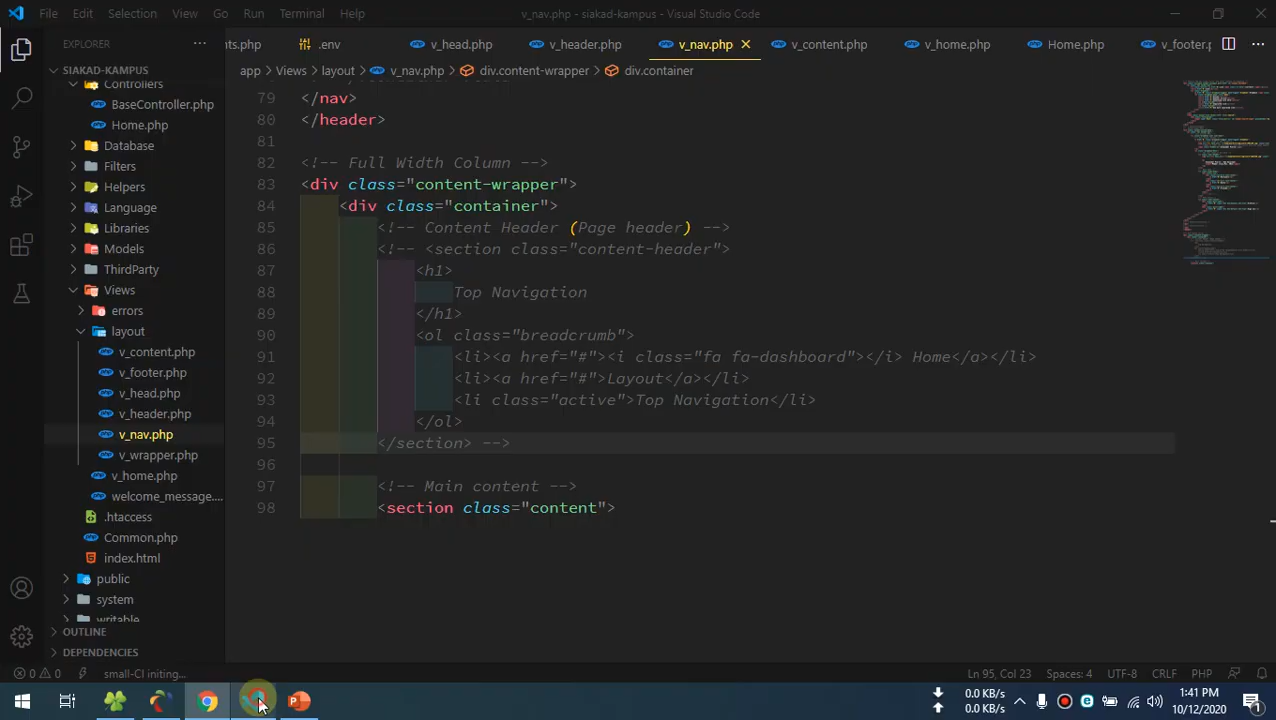 File Edit Selection View Go Run Terminal Help
v_nav.php - siakad-kampus - Visual Studio Code
EXPLORER
nts.php .env v_head.php v_header.php v_nav.php v_content.php v_home.php Home.php v_footer.p
SIAKAD-KAMPUS
app > Views > layout > v_nav.php > div.content-wrapper > div.container
Controllers
BaseController.php
Home.php
Database
Filters
Helpers
Language
Libraries
Models
ThirdParty
Views
errors
layout
v_content.php
v_footer.php
v_head.php
v_header.php
v_nav.php
v_wrapper.php
v_home.php
welcome_message....
.htaccess
Common.php
index.html
public
system
writable
OUTLINE
DEPENDENCIES
79 </nav>
80 </header>
81
82 <!-- Full Width Column -->
83 <div class="content-wrapper">
84 <div class="container">
85 <!-- Content Header (Page header) -->
86 <!-- <section class="content-header">
87 <h1>
88 Top Navigation
89 </h1>
90 <ol class="breadcrumb">
91 <li><a href="#"><i class="fa fa-dashboard"></i> Home</a></li>
92 <li><a href="#">Layout</a></li>
93 <li class="active">Top Navigation</li>
94 </ol>
95 </section> -->
96
97 <!-- Main content -->
98 <section class="content">
0 0 small-CI initing... Ln 95, Col 23 Spaces: 4 UTF-8 CRLF PHP
0.0 KB/s
0.0 KB/s
1:41 PM
10/12/2020
1